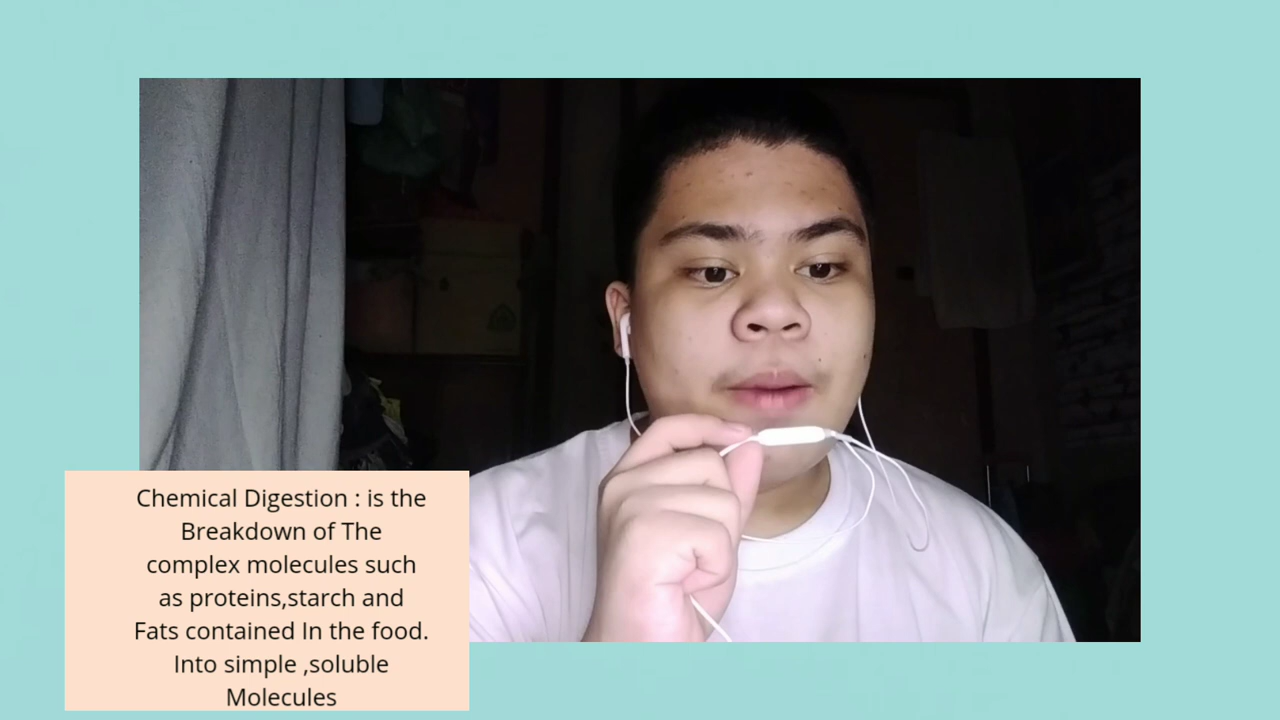 Chemical Digestion : is the
Breakdown of The
complex molecules such
as proteins,starch and
Fats contained In the food.
Into simple ,soluble
Molecules